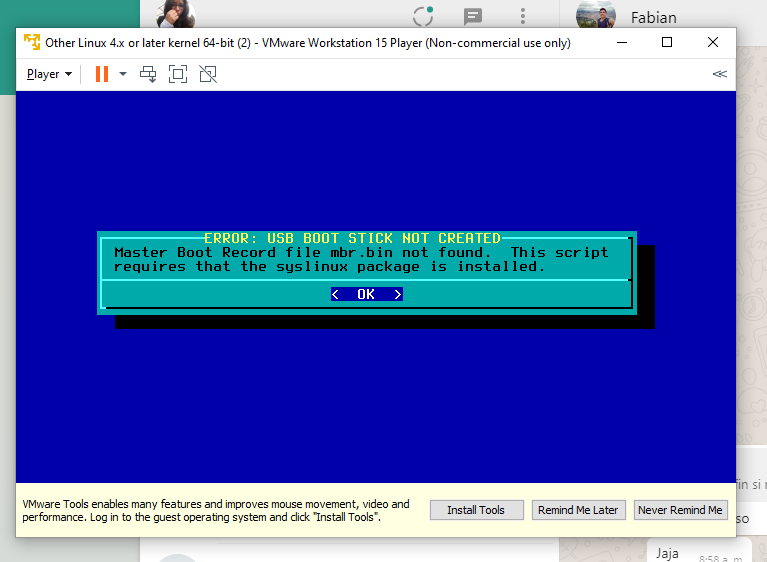 Fabian
Other Linux 4.x or later kernel 64-bit (2) - VMware Workstation 15 Player (Non-commercial use only)
Player
<<
ERROR: USB BOOT STICK NOT CREATED
Master Boot Record file mbr.bin not found.  This script
requires that the syslinux package is installed.
<  OK  >
VMware Tools enables many features and improves mouse movement, video and
performance. Log in to the guest operating system and click "Install Tools".
Install Tools
Remind Me Later
Never Remind Me
so
Jaja
8:58 a. m.